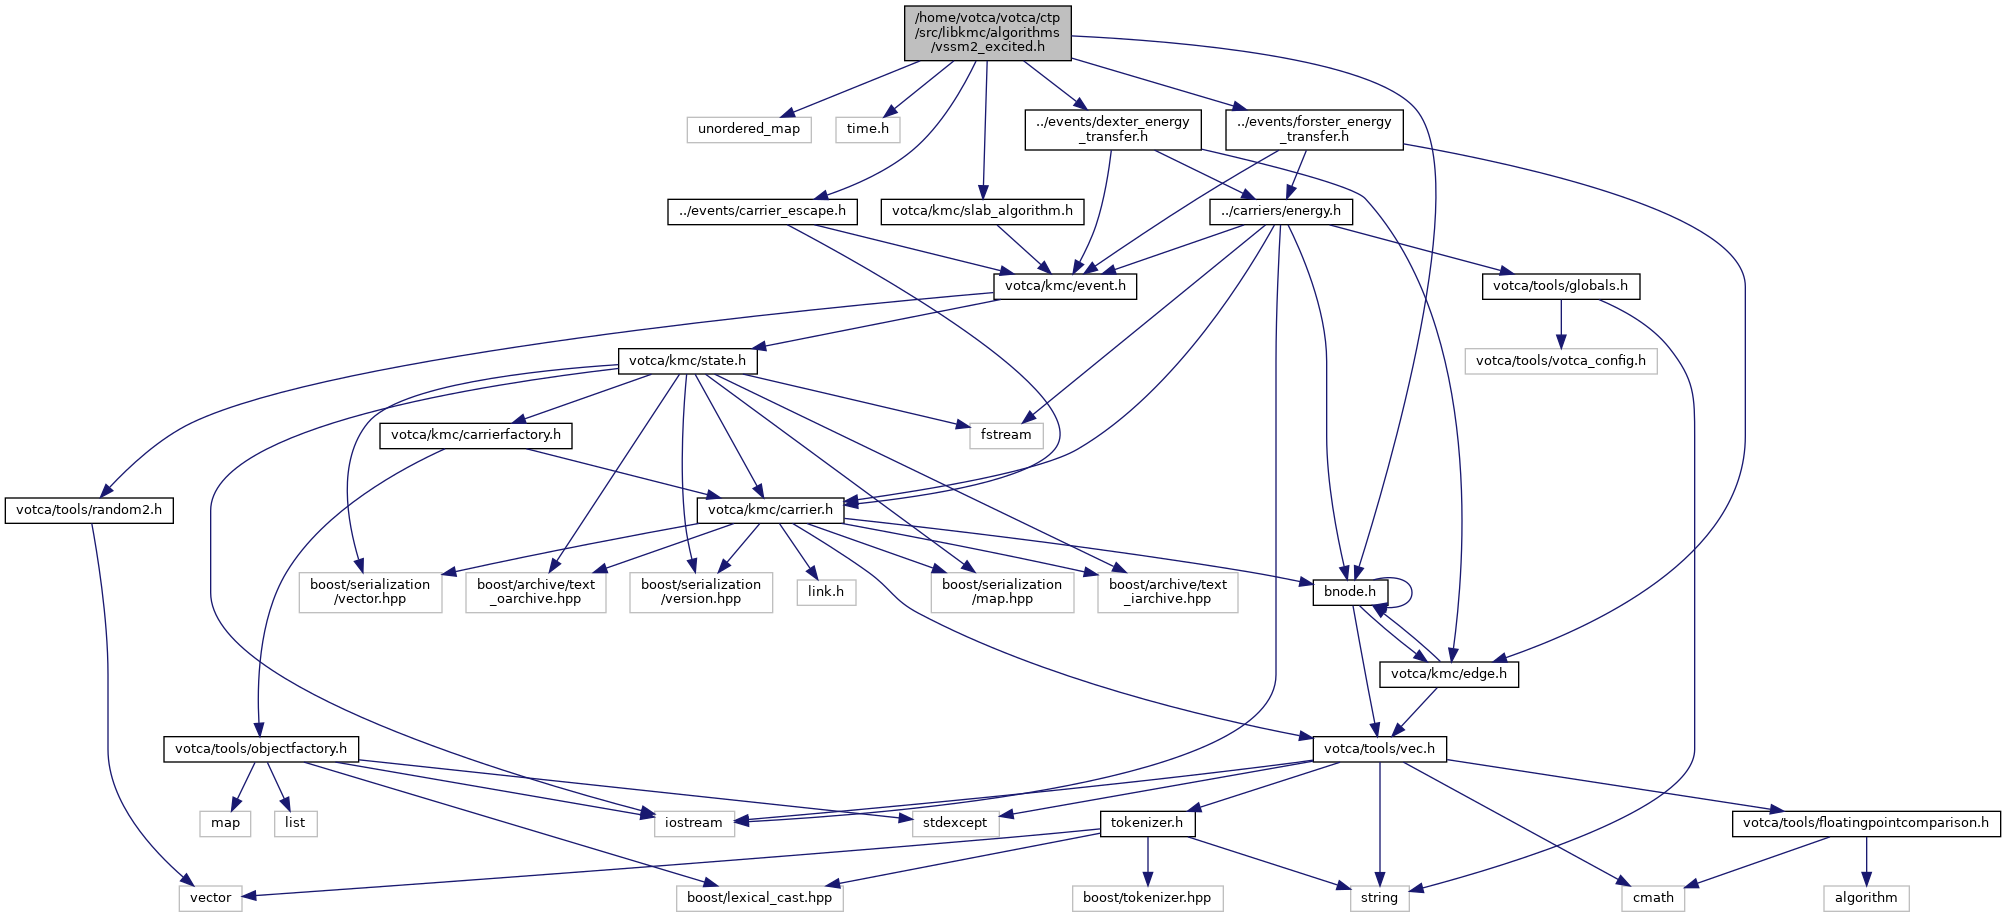 /home/votca/votca/ctp
/src/libkmc/algorithms
/vssm2_excited.h
unordered_map
time.h
../events/dexter_energy
_transfer.h
../events/forster_energy
_transfer.h
../events/carrier_escape.h
votca/kmc/slab_algorithm.h
../carriers/energy.h
votca/kmc/event.h
votca/tools/globals.h
votca/kmc/state.h
votca/tools/votca_config.h
votca/kmc/carrierfactory.h
fstream
votca/tools/random2.h
votca/kmc/carrier.h
boost/serialization
/vector.hpp
boost/archive/text
_oarchive.hpp
boost/serialization
/version.hpp
link.h
boost/serialization
/map.hpp
boost/archive/text
_iarchive.hpp
bnode.h
votca/kmc/edge.h
votca/tools/objectfactory.h
votca/tools/vec.h
map
list
iostream
stdexcept
tokenizer.h
votca/tools/floatingpointcomparison.h
vector
boost/lexical_cast.hpp
boost/tokenizer.hpp
string
cmath
algorithm